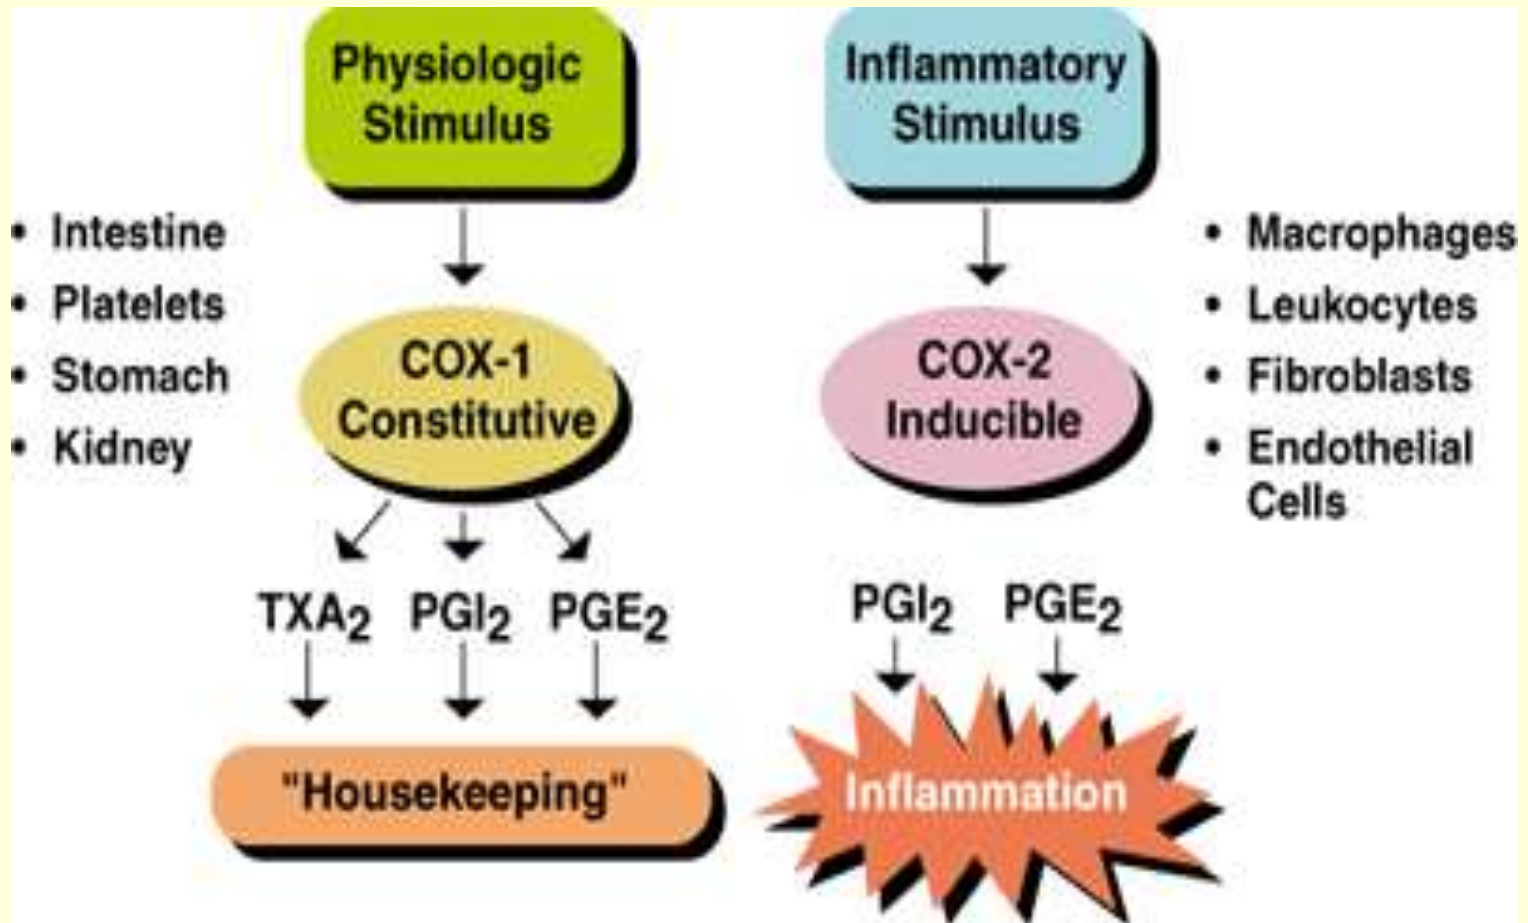 Physiologic
Stimulus
Inflammatory
Stimulus
• Intestine
• Platelets
• Stomach
• Kidney
COX-1
Constitutive
COX-2
Inducible
• Macrophages
• Leukocytes
• Fibroblasts
• Endothelial
Cells
TXA2 PGI2 PGE2
PGI2 PGE2
"Housekeeping"
Inflammation